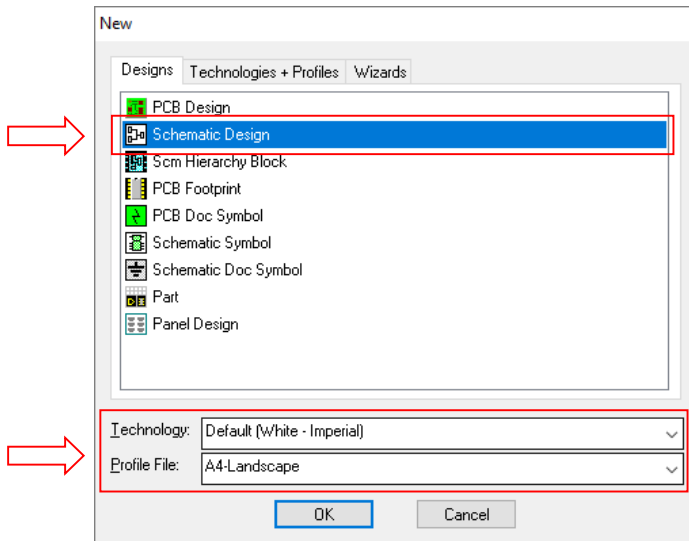 New
Designs Technologies + Profiles Wizards
PCB Design
Schematic Design
Scm Hierarchy Block
PCB Footprint
PCB Doc Symbol
Schematic Symbol
Schematic Doc Symbol
Part
Panel Design
Technology: Default (White - Imperial)
Profile File: A4-Landscape
OK Cancel